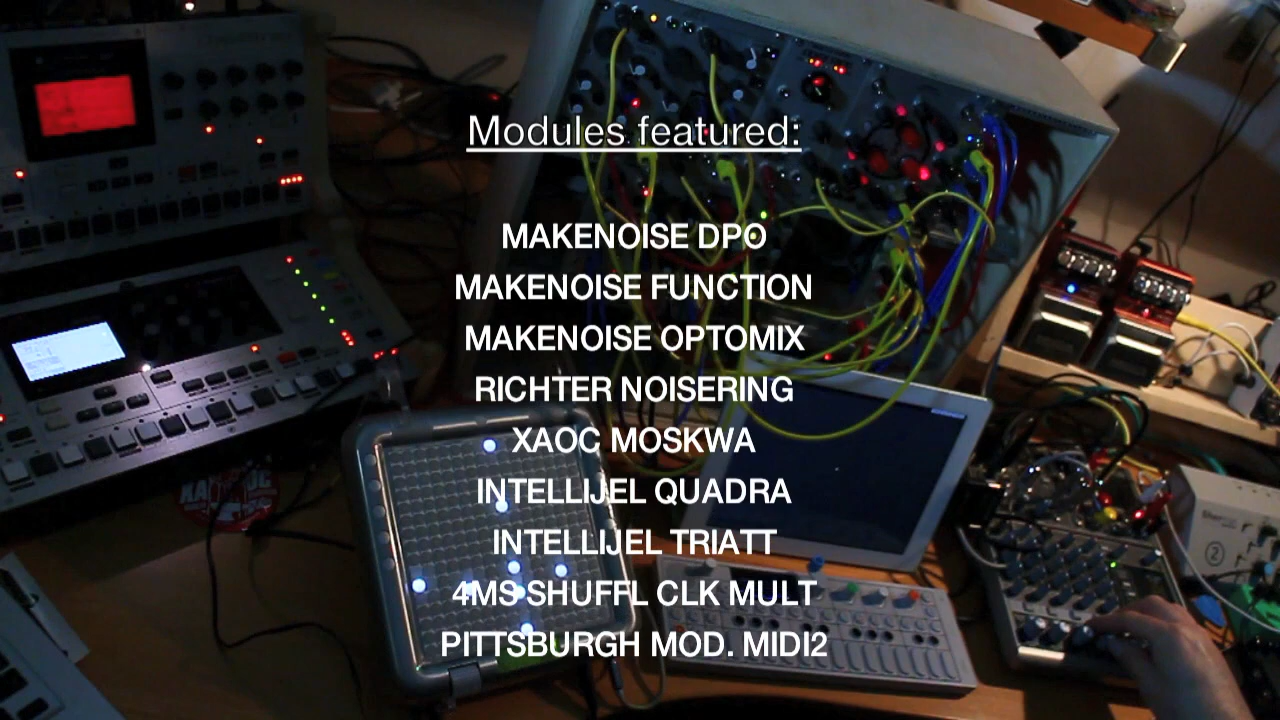 Modules featured:
MAKENOISE DPO
MAKENOISE FUNCTION
MAKENOISE OPTOMIX
RICHTER NOISERING
XAOC MOSKWA
INTELLIJEL QUADRA
INTELLIJEL TRIATT
4MS SHUFFL CLK MULT
PITTSBURGH MOD. MIDI2
2